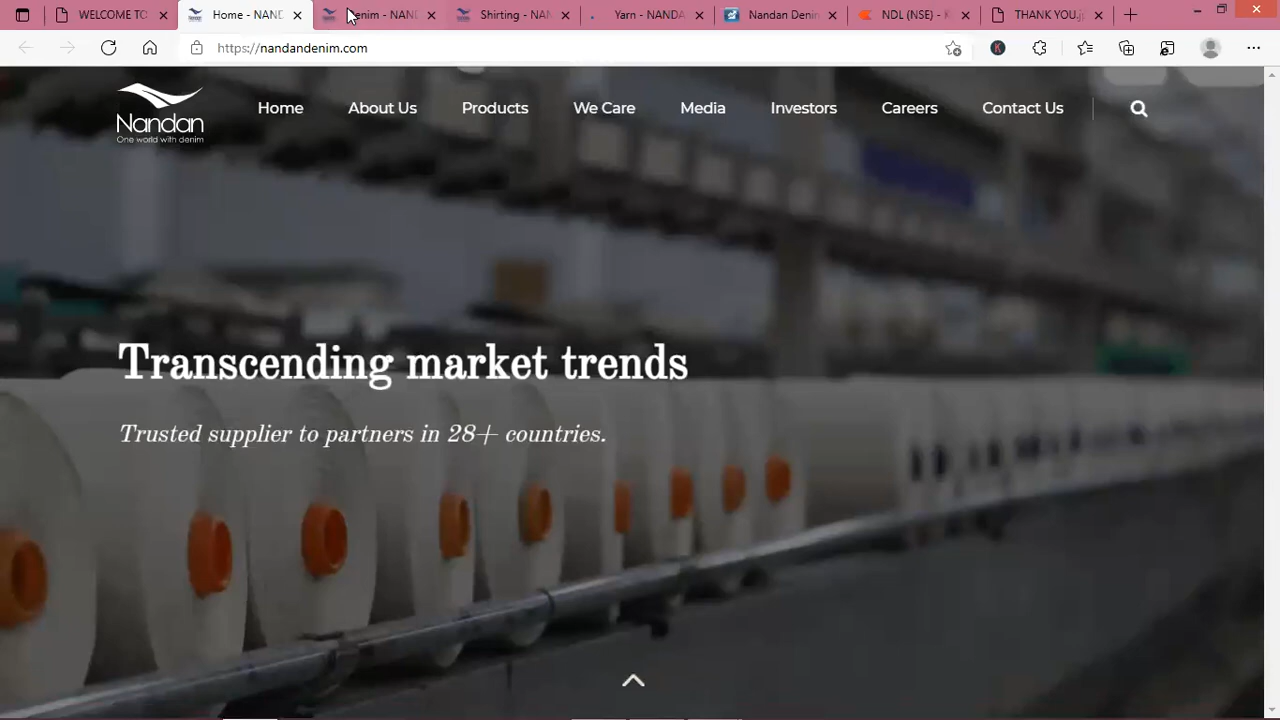 WELCOME TO
Home - NAND
enim - NAND
Shirting - NAN
Yarn - NANDA
Nandan Denim
NDL (NSE) -
THANK YOU.j
https://nandandenim.com
K
Nandan
One world with denim
Home
About Us
Products
We Care
Media
Investors
Careers
Contact Us
Transcending market trends
Trusted supplier to partners in 28+ countries.